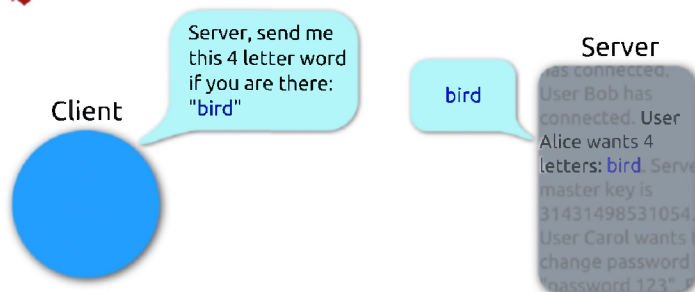 Client
Server, send me
this 4 letter word
if you are there:
"bird"
bird
Server
has connected.
User Bob has
connected. User
Alice wants 4
letters: bird. Serve
master key is
31431498531054.
User Carol wants t
change password
"password 123".